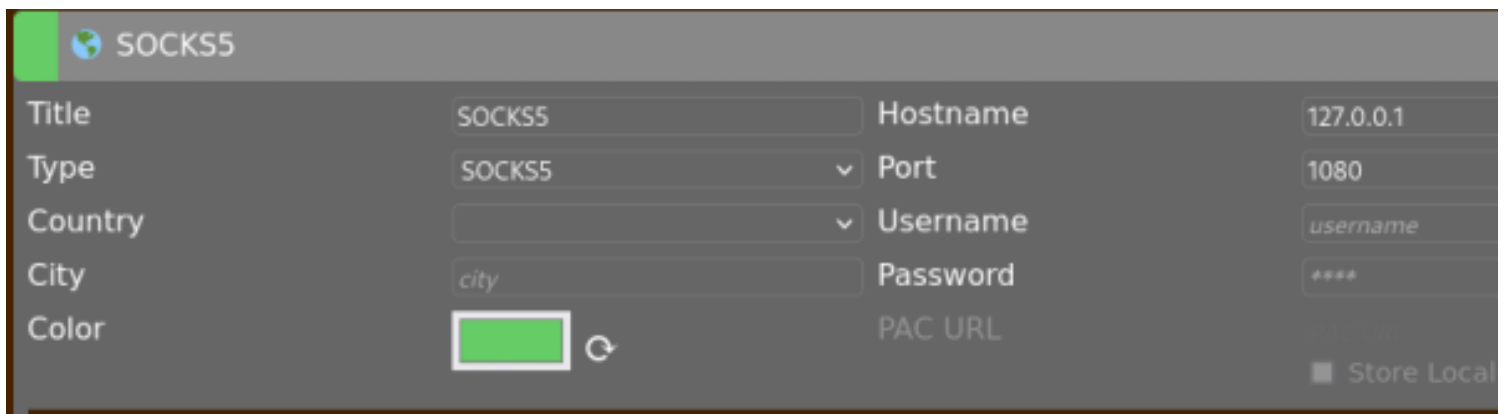 SOCKS5
Title SOCKS5 Hostname 127.0.0.1
Type SOCKS5 Port 1080
Country Username username
City city Password ****
Color PAC URL
Store Local